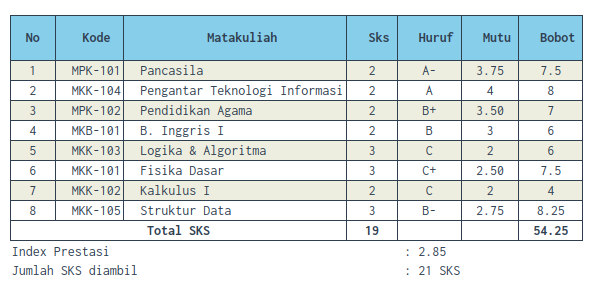 No Kode Matakuliah Sks Huruf Mutu Bobot
1 MPK-101 Pancasila 2 A- 3.75 7.5
2 MKK-104 Pengantar Teknologi Informasi 2 A 4 8
3 MPK-102 Pendidikan Agama 2 B+ 3.50 7
4 MKB-101 B. Inggris I 2 B 3 6
5 MKK-103 Logika & Algoritma 3 C 2 6
6 MKK-101 Fisika Dasar 3 C+ 2.50 7.5
7 MKK-102 Kalkulus I 2 C 2 4
8 MKK-105 Struktur Data 3 B- 2.75 8.25
Total SKS 19 54.25
Index Prestasi : 2.85
Jumlah SKS diambil : 21 SKS